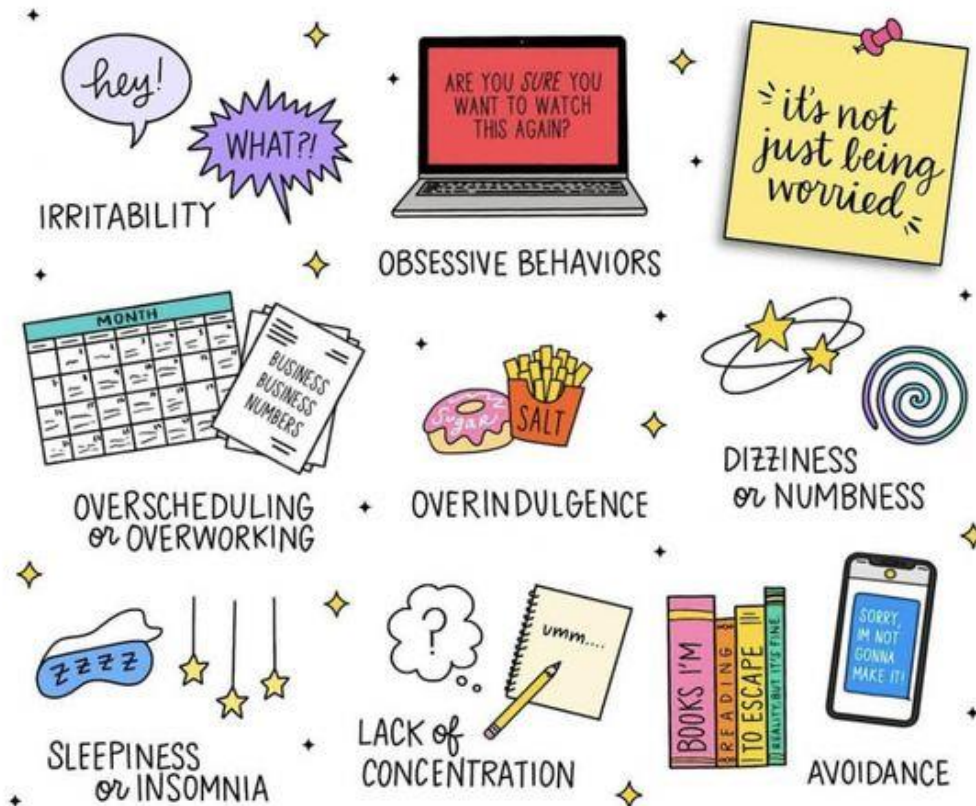 hey!
WHAT?!
IRRITABILITY
ARE YOU SURE YOU
WANT TO WATCH
THIS AGAIN?
OBSESSIVE BEHAVIORS
it's not
just being
worried
MONTH
BUSINESS
BUSINESS
NUMBERS
OVERSCHEDULING
or OVERWORKING
Sugar
SALT
OVERINDULGENCE
DIZZINESS
or NUMBNESS
ZZZZ
SLEEPINESS
or INSOMNIA
?
umm....
LACK of
CONCENTRATION
BOOKS I'M
READING
TO ESCAPE
REALITY, BUT IT'S FINE
SORRY,
IM NOT
GONNA
MAKE IT!
AVOIDANCE